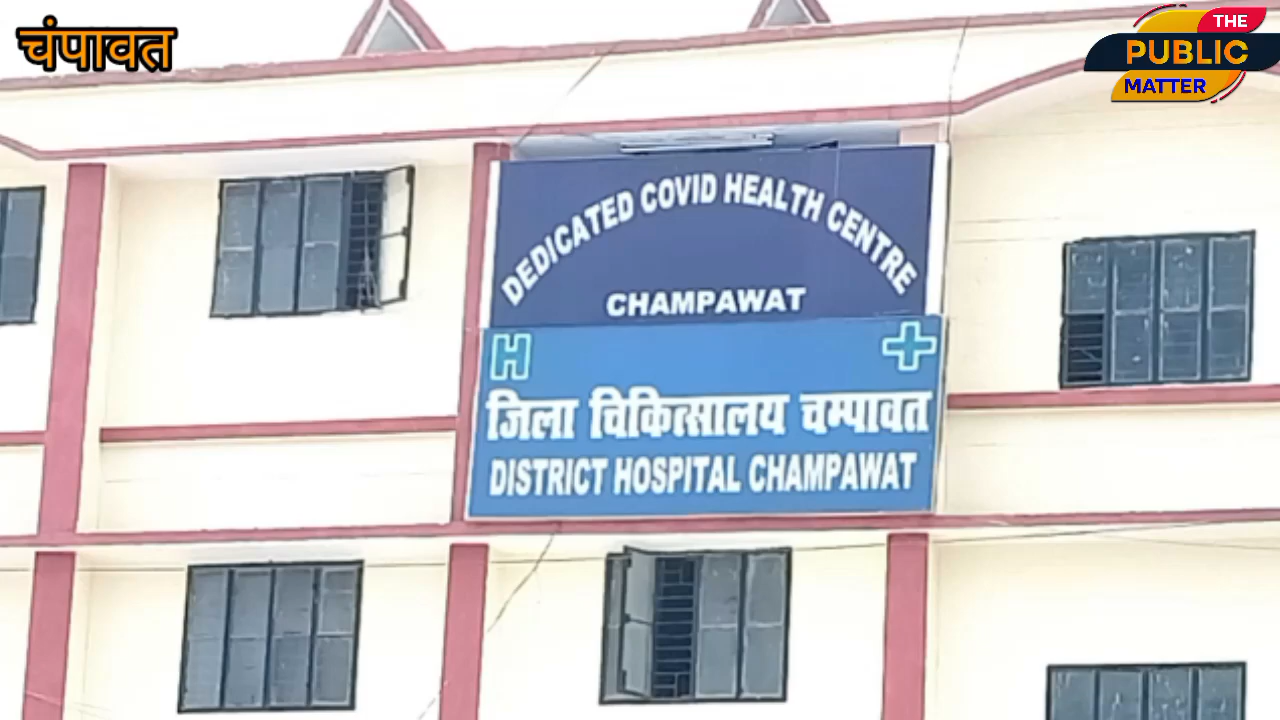 चंपावत
THE
PUBLIC
MATTER
DEDICATED COVID HEALTH CENTRE
CHAMPAWAT
H
जिला चिकित्सालय चम्पावत
DISTRICT HOSPITAL CHAMPAWAT